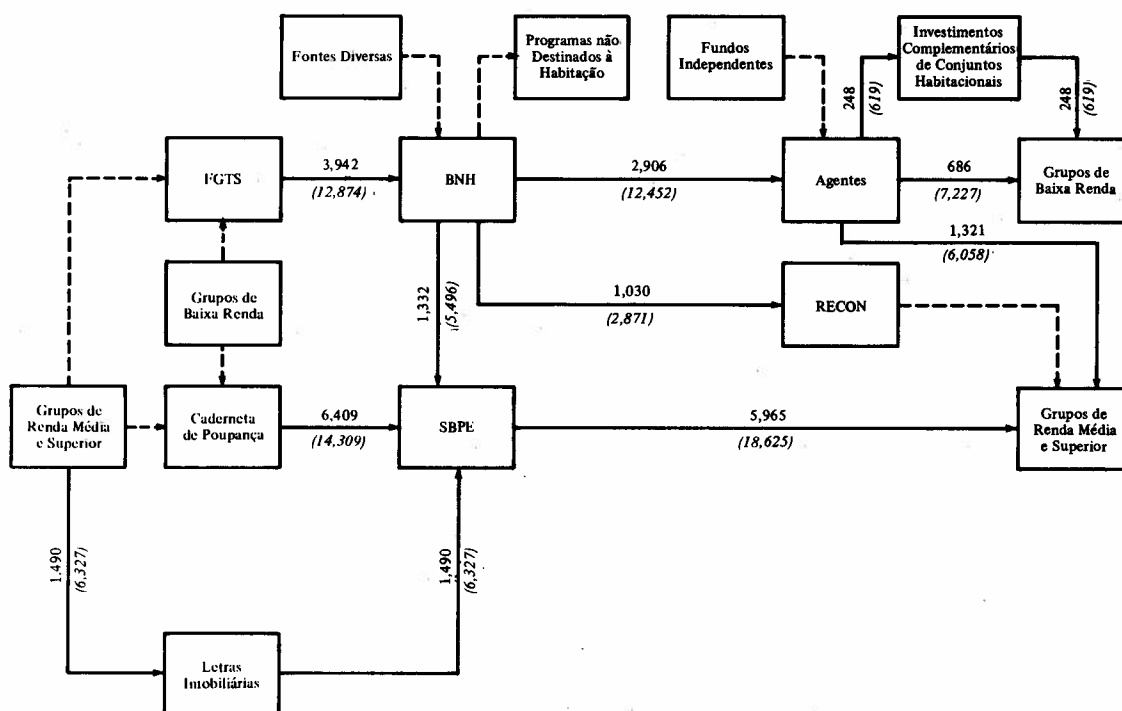 Fontes Diversas
Programas não
Destinados à
Habitação
Fundos
Independentes
Investimentos
Complementários
de Conjuntos
Habitacionais
248
(619)
248
(619)
FGTS
3,942
(12,874)
BNH
2,906
(12,452)
Agentes
686
(7,227)
Grupos de
Baixa Renda
1,321
(6,058)
Grupos de
Baixa Renda
1,332
(5,496)
1,030
(2,871)
RECON
Grupos de
Renda Média
e Superior
Caderneta
de Poupança
6,409
(14,309)
SBPE
5,965
(18,625)
Grupos de
Renda Média
e Superior
1.490
(6,327)
1,490
(6,327)
Letras
Imobiliárias